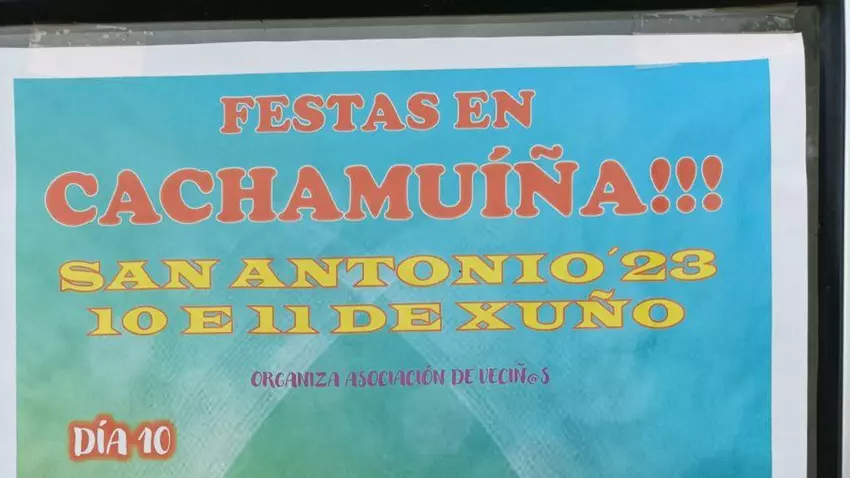 FESTAS EN
CACHAMUÍÑA!!!
SAN ANTONIO´23
10 E 11 DE XUÑO
ORGANIZA ASOCIACIÓN DE VECIÑ@S
DÍA 10